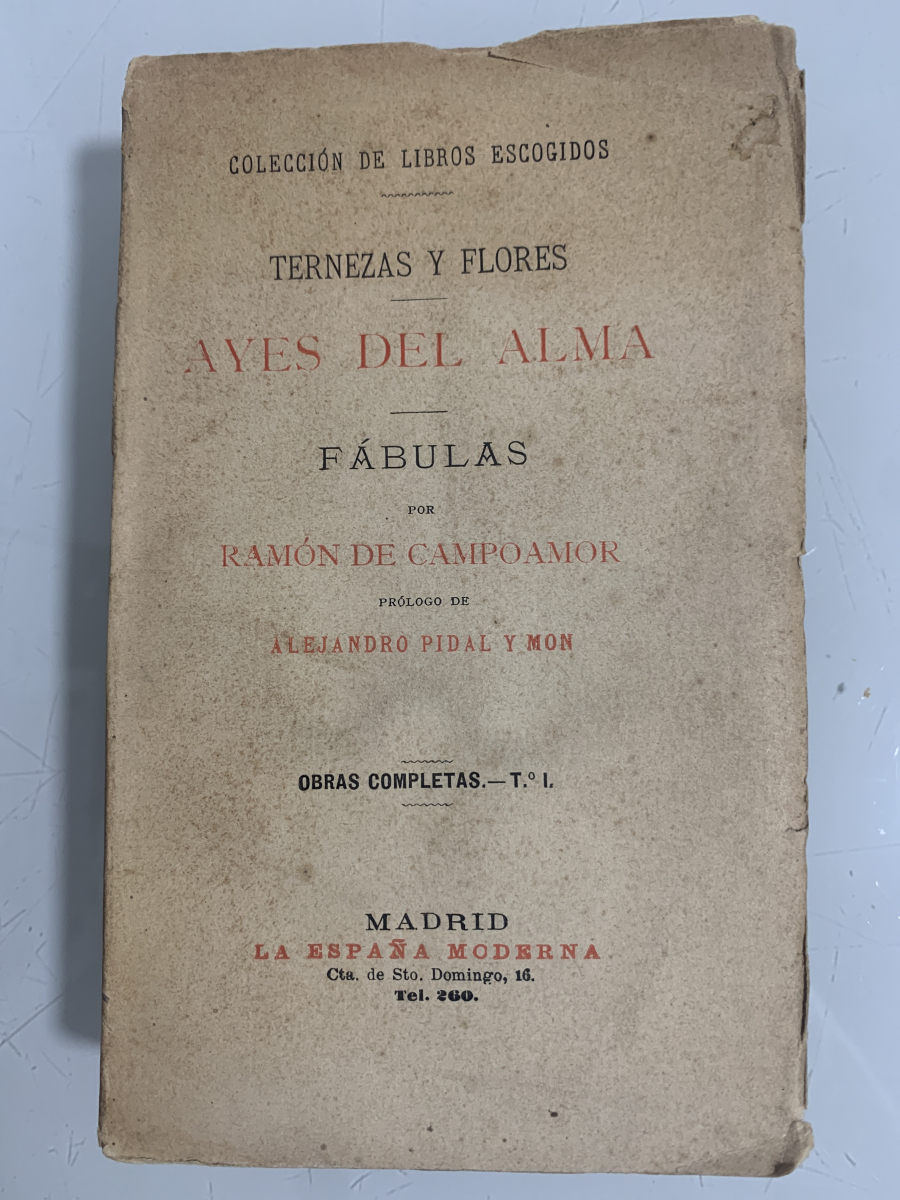 COLECCIÓN DE LIBROS ESCOGIDOS
TERNEZAS Y FLORES
AYES DEL ALMA
FÁBULAS
POR
RAMÓN DE CAMPOAMOR
PRÓLOGO DE
ALEJANDRO PIDAL Y MON
OBRAS COMPLETAS.—T.º I.
MADRID
LA ESPAÑA MODERNA
Cta. de Sto. Domingo, 16.
Tel. 260.